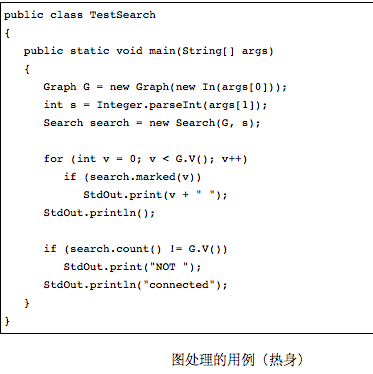 public class TestSearch
{
   public static void main(String[] args)
   {
      Graph G = new Graph(new In(args[0]));
      int s = Integer.parseInt(args[1]);
      Search search = new Search(G, s);

      for (int v = 0; v < G.V(); v++)
         if (search.marked(v))
            StdOut.print(v + " ");
      StdOut.println();

      if (search.count() != G.V())
         StdOut.print("NOT ");
      StdOut.println("connected");
   }
}
图处理的用例（热身）